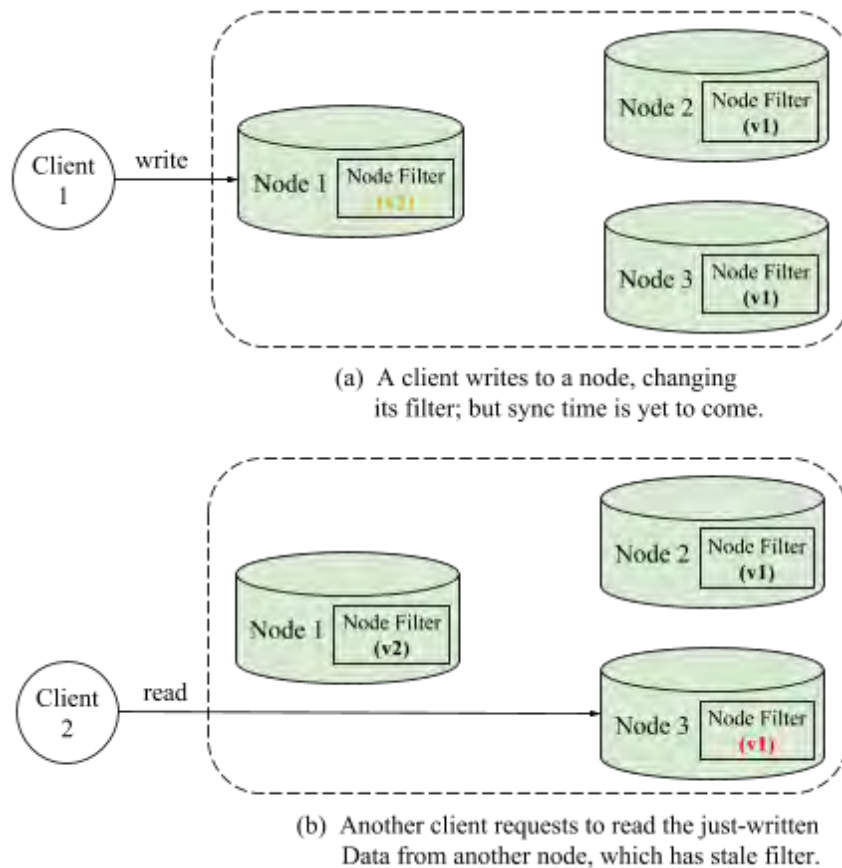 Client
1
write
Node 1
Node Filter
(v2)
Node 2
Node Filter
(v1)
Node 3
Node Filter
(v1)
(a) A client writes to a node, changing
its filter; but sync time is yet to come.
Client
2
read
Node 1
Node Filter
(v2)
Node 2
Node Filter
(v1)
Node 3
Node Filter
(v1)
(b) Another client requests to read the just-written
Data from another node, which has stale filter.